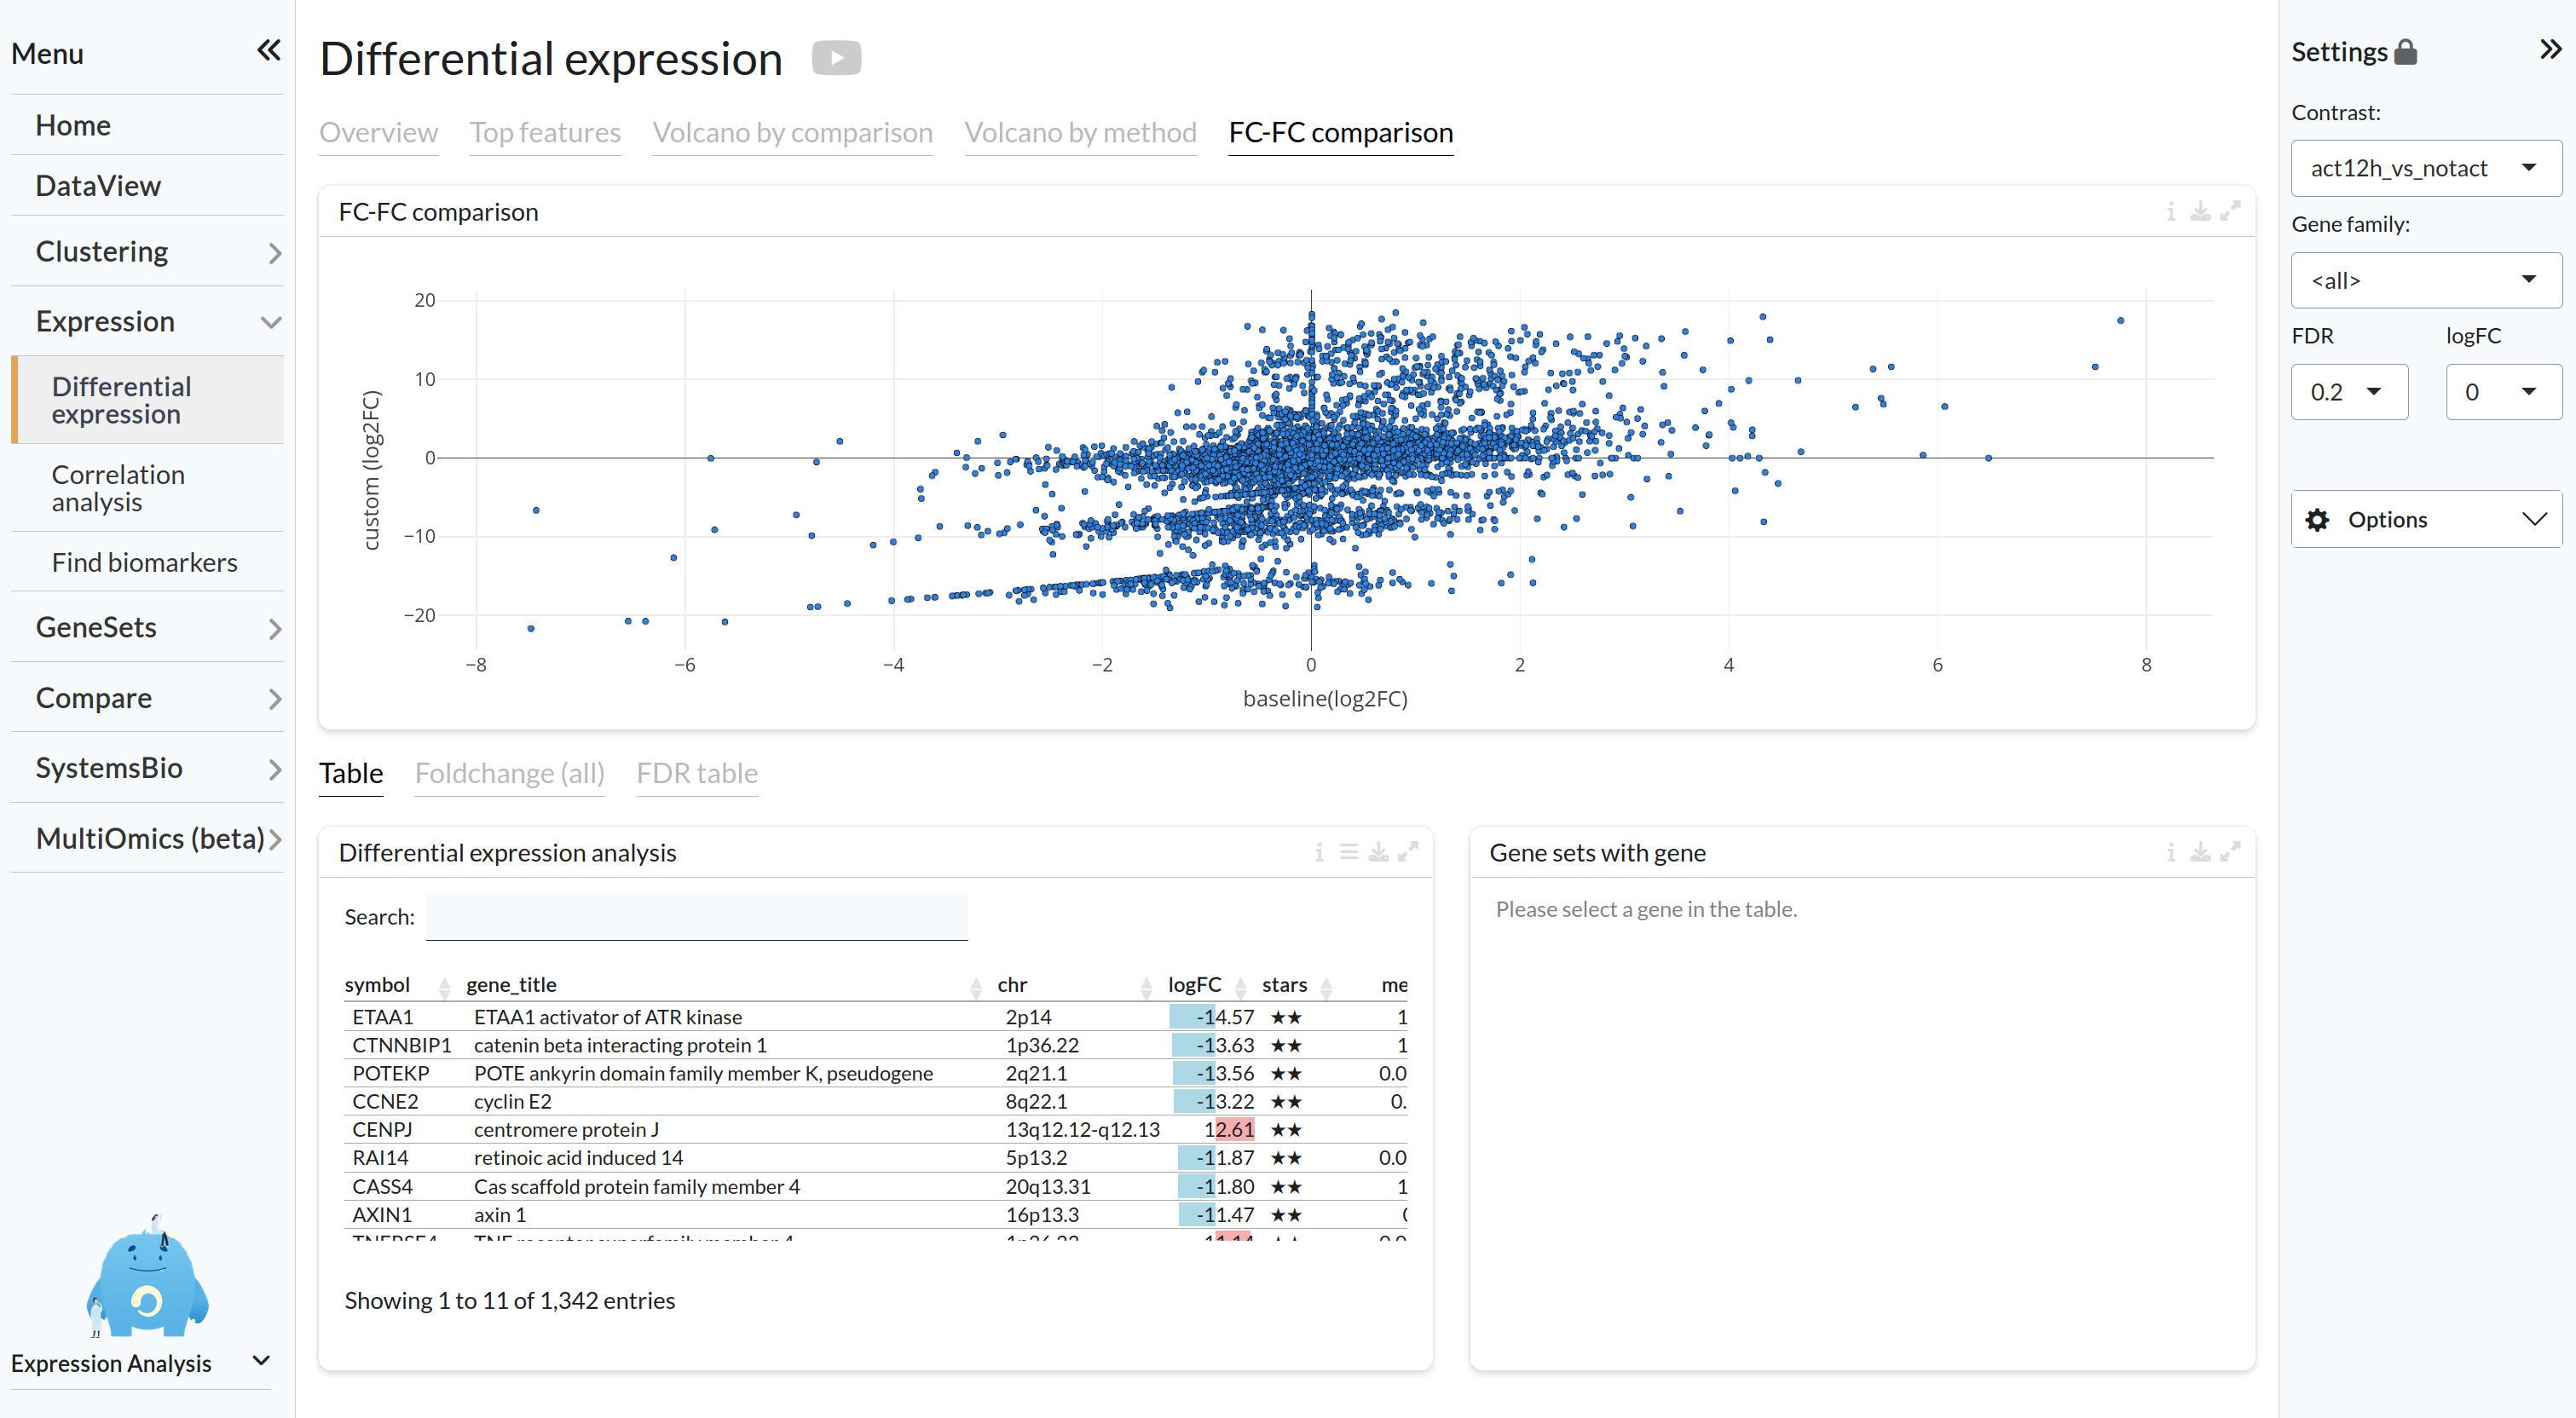 Menu
Home
DataView
Clustering
Expression
Differential
expression
Correlation
analysis
Find biomarkers
GeneSets
Compare
SystemsBio
MultiOmics (beta)
Expression Analysis
Differential expression
Overview Top features Volcano by comparison Volcano by method FC-FC comparison
FC-FC comparison
20
10
0
−10
−20
custom (log2FC)
−8 −6 −4 −2 0 2 4 6 8
baseline(log2FC)
Table Foldchange (all) FDR table
Differential expression analysis
Search:
symbol gene_title chr logFC stars me
ETAA1 ETAA1 activator of ATR kinase 2p14 -14.57 ★★ 1
CTNNBIP1 catenin beta interacting protein 1 1p36.22 -13.63 ★★ 1
POTEKP POTE ankyrin domain family member K, pseudogene 2q21.1 -13.56 ★★ 0.0
CCNE2 cyclin E2 8q22.1 -13.22 ★★ 0.
CENPJ centromere protein J 13q12.12-q12.13 12.61 ★★
RAI14 retinoic acid induced 14 5p13.2 -11.87 ★★ 0.0
CASS4 Cas scaffold protein family member 4 20q13.31 -11.80 ★★ 1
AXIN1 axin 1 16p13.3 -11.47 ★★
Showing 1 to 11 of 1,342 entries
Gene sets with gene
Please select a gene in the table.
Settings
Contrast:
act12h_vs_notact
Gene family:
<all>
FDR logFC
0.2 0
Options